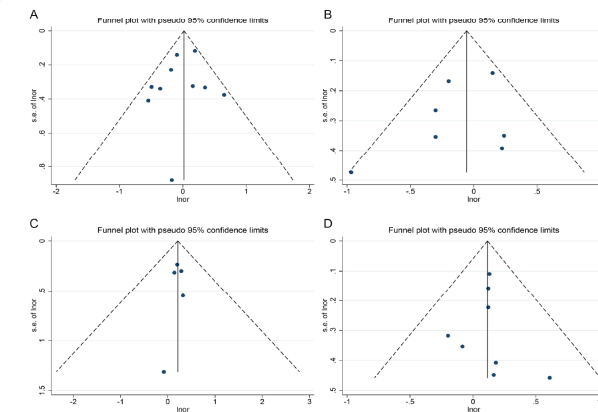 A
Funnel plot with pseudo 95% confidence limits
s.e. of lnor
0
.2
.4
.6
.8
-2
-1
0
1
2
lnor
B
Funnel plot with pseudo 95% confidence limits
s.e. of lnor
0
.1
.2
.3
.4
.5
-1
-.5
0
.5
1
lnor
C
Funnel plot with pseudo 95% confidence limits
s.e. of lnor
0
.5
1
1.5
-2
-1
0
1
2
3
lnor
D
Funnel plot with pseudo 95% confidence limits
s.e. of lnor
0
.1
.2
.3
.4
.5
-1
-.5
0
.5
1
lnor